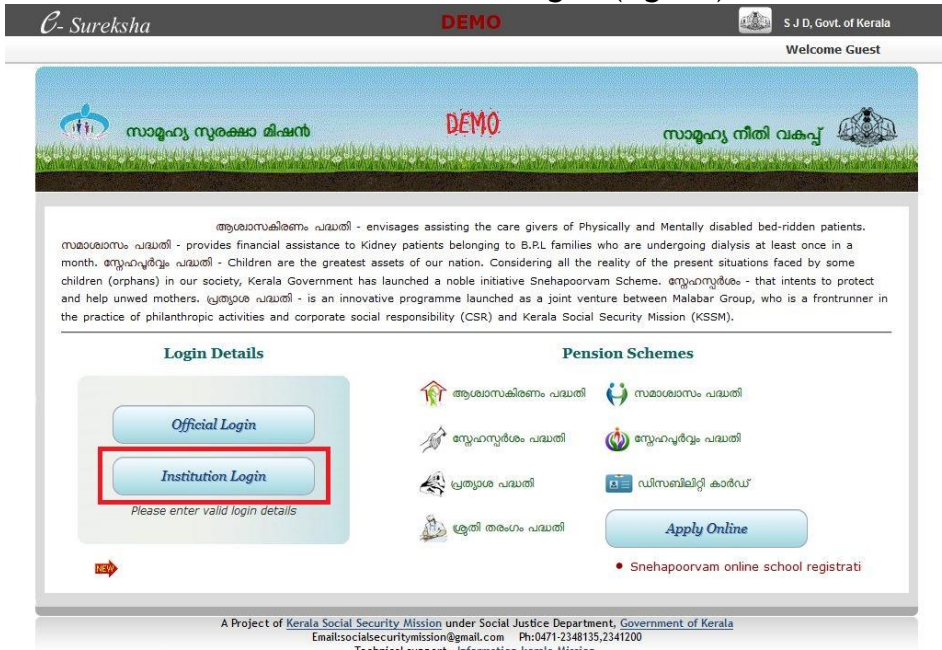 e- Sureksha DEMO S J D, Govt. of Kerala
Welcome Guest
സാമൂഹ്യ സുരക്ഷാ മിഷൻ DEMO സാമൂഹ്യ നീതി വകുപ്പ്
ആശ്വാസകിരണം പദ്ധതി - envisages assisting the care givers of Physically and Mentally disabled bed-ridden patients.
സമാശ്വാസം പദ്ധതി - provides financial assistance to Kidney patients belonging to B.P.L families who are undergoing dialysis at least once in a
month. സ്നേഹപൂർവ്വം പദ്ധതി - Children are the greatest assets of our nation. Considering all the reality of the present situations faced by some
children (orphans) in our society, Kerala Government has launched a noble initiative Snehapoorvam Scheme. സ്നേഹസ്പർശം - that intents to protect
and help unwed mothers. പ്രത്യാശ പദ്ധതി - is an innovative programme launched as a joint venture between Malabar Group, who is a frontrunner in
the practice of philanthropic activities and corporate social responsibility (CSR) and Kerala Social Security Mission (KSSM).
Login Details
Official Login
Institution Login
Please enter valid login details
NEW
Pension Schemes
ആശ്വാസകിരണം പദ്ധതി സമാശ്വാസം പദ്ധതി
സ്നേഹസ്പർശം പദ്ധതി സ്നേഹപൂർവ്വം പദ്ധതി
പ്രത്യാശ പദ്ധതി ഡിസബിലിറ്റി കാർഡ്
ശ്രുതി തരംഗം പദ്ധതി Apply Online
• Snehapoorvam online school registrati
A Project of Kerala Social Security Mission under Social Justice Department, Government of Kerala
Email:socialsecuritymission@gmail.com Ph:0471-2348135,2341200